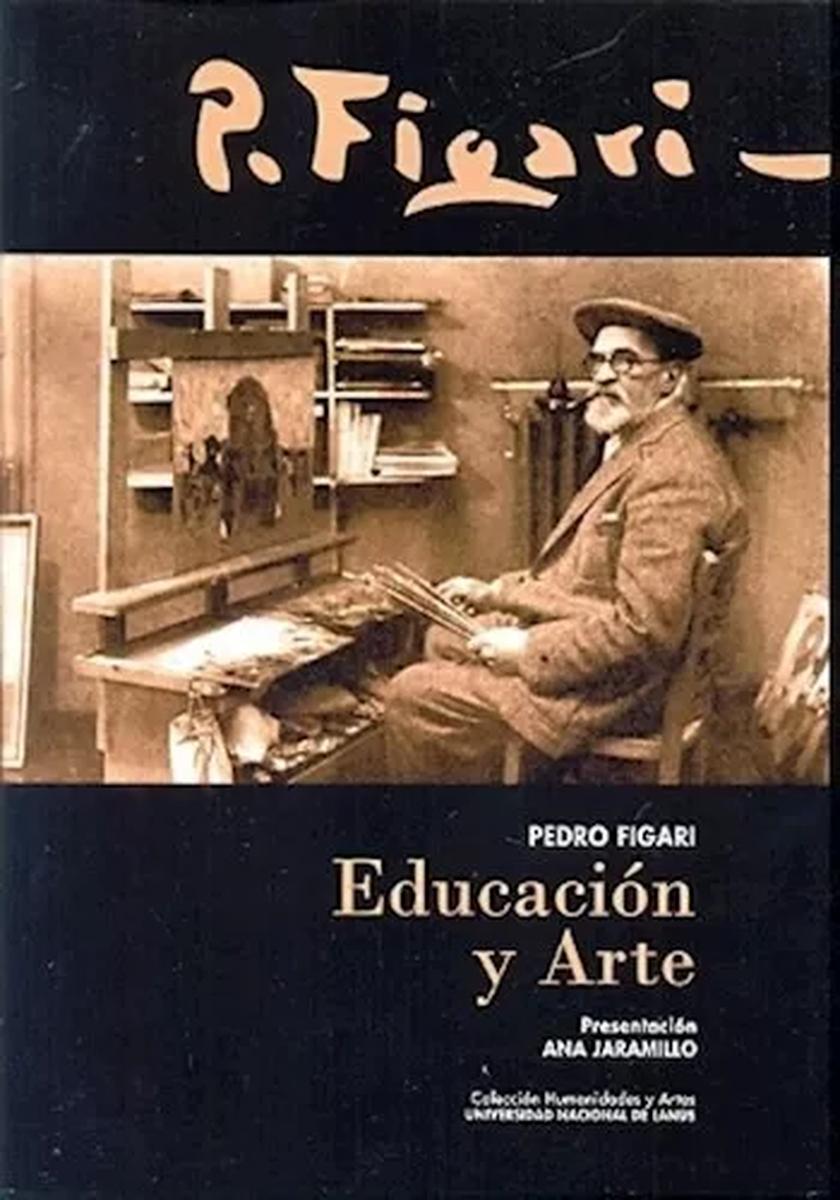 P. Figari
PEDRO FIGARI
Educación
y Arte
Presentación
ANA JARAMILLO
Colección Humanidades y Artes
UNIVERSIDAD NACIONAL DE LANUS